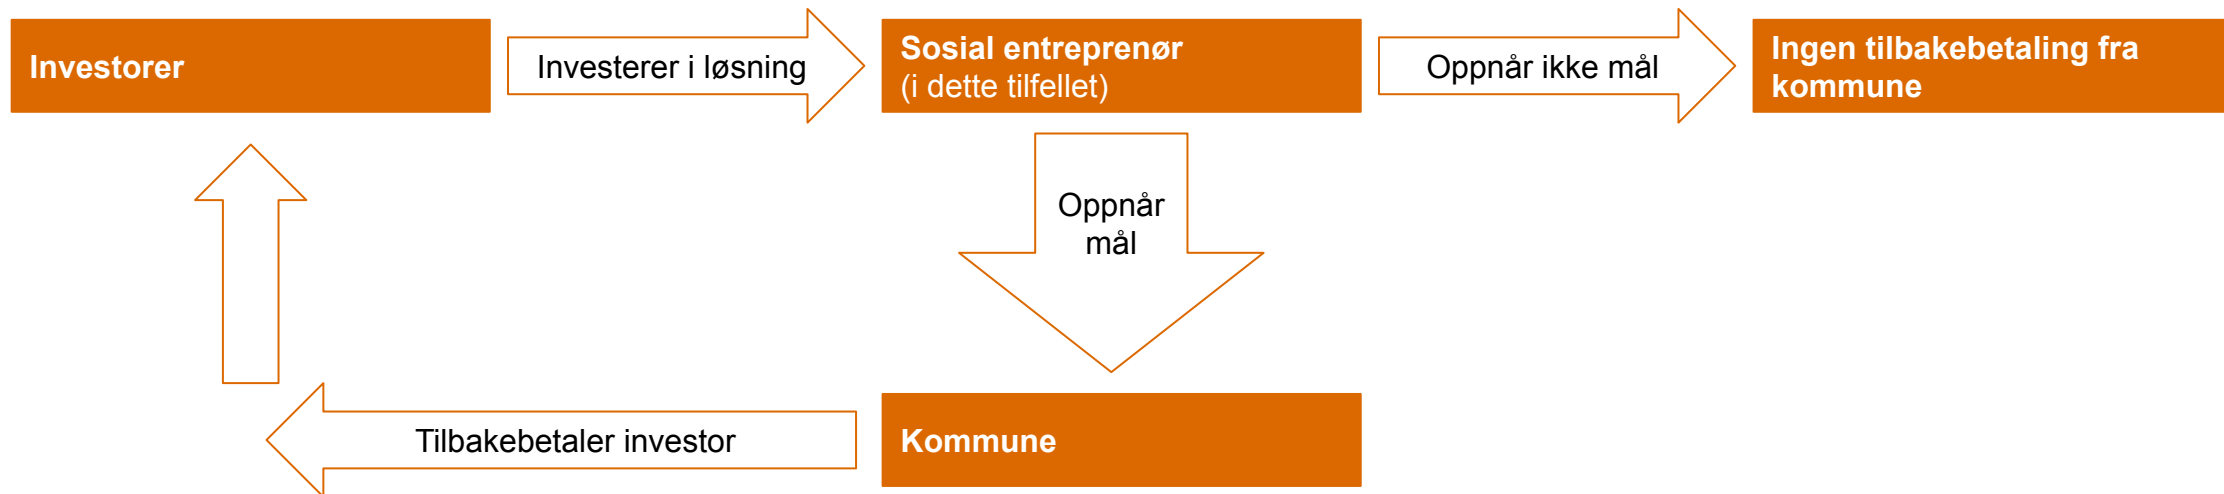 Investorer
Investerer i løsning
Sosial entreprenør
(i dette tilfellet)
Oppnår ikke mål
Ingen tilbakebetaling fra
kommune
Oppnår
mål
Tilbakebetaler investor
Kommune